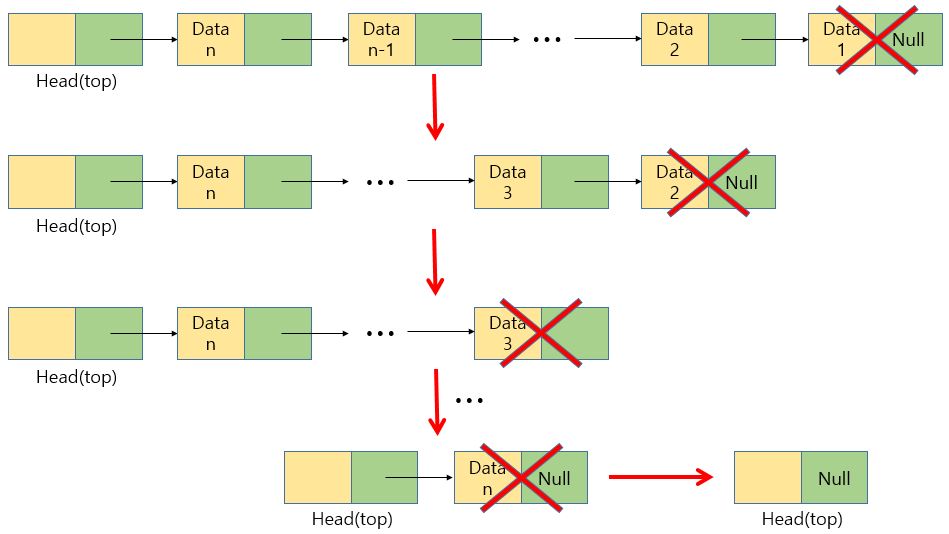 Data
n
Data
n-1
...
Data
2
Data
1
Null
Head(top)
Data
n
...
Data
3
Data
2
Null
Head(top)
Data
n
...
Data
3
Head(top)
...
Data
n
Null
Null
Head(top)
Head(top)